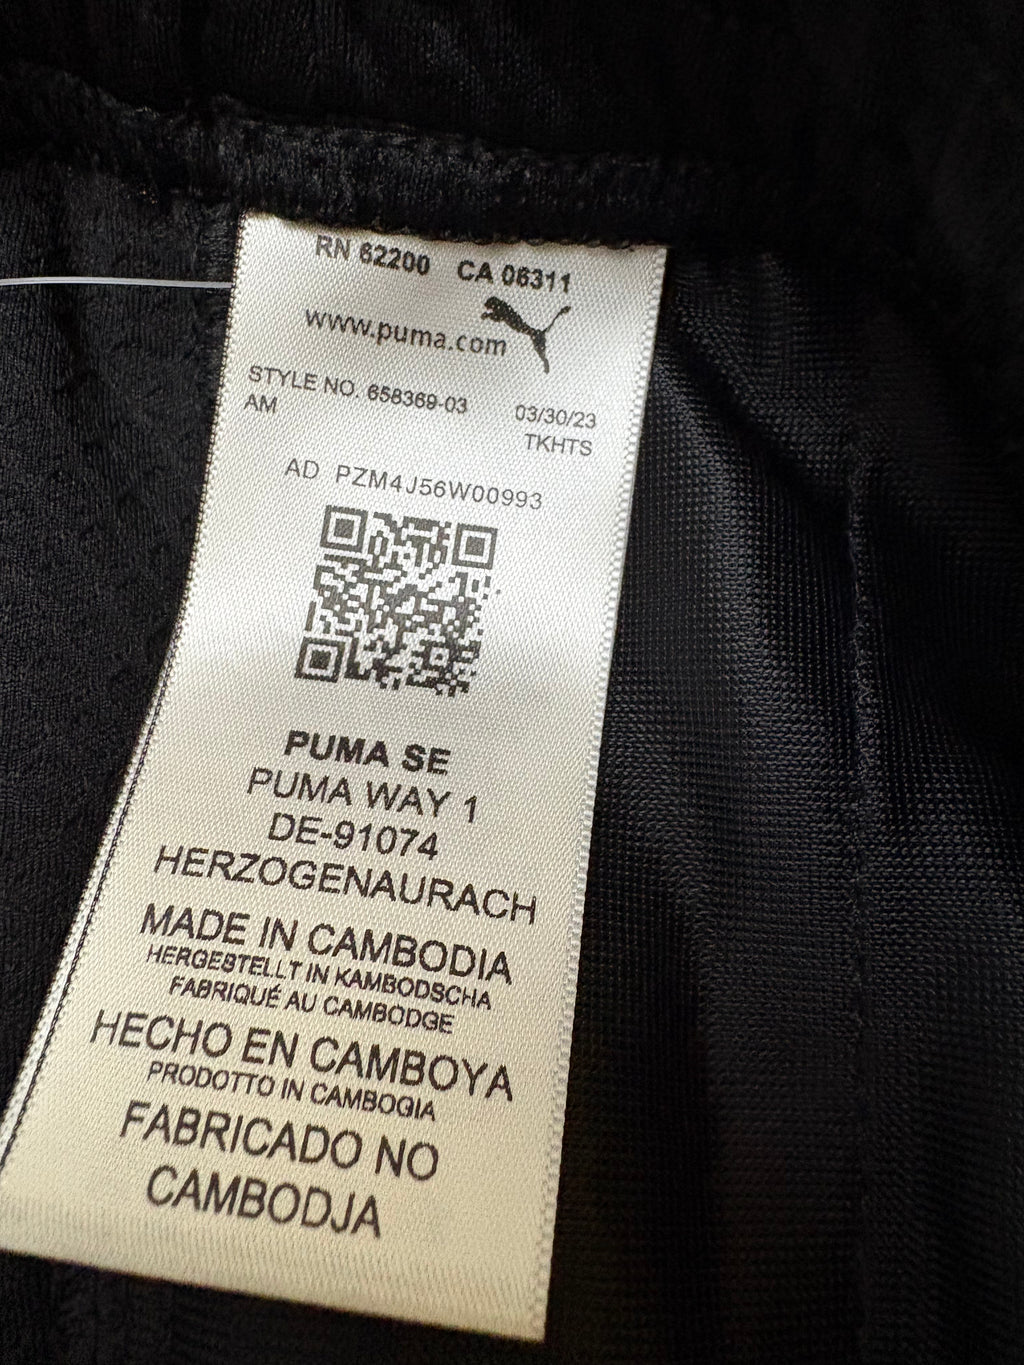 RN 62200 CA 06311
www.puma.com
STYLE NO. 658369-03 03/30/23
AM TKHTS
AD PZM4J56W00993
PUMA SE
PUMA WAY 1
DE-91074
HERZOGENAURACH
MADE IN CAMBODIA
HERGESTELLT IN KAMBODSCHA
FABRIQUÉ AU CAMBODGE
HECHO EN CAMBOYA
PRODOTTO IN CAMBOGIA
FABRICADO NO
CAMBODJA